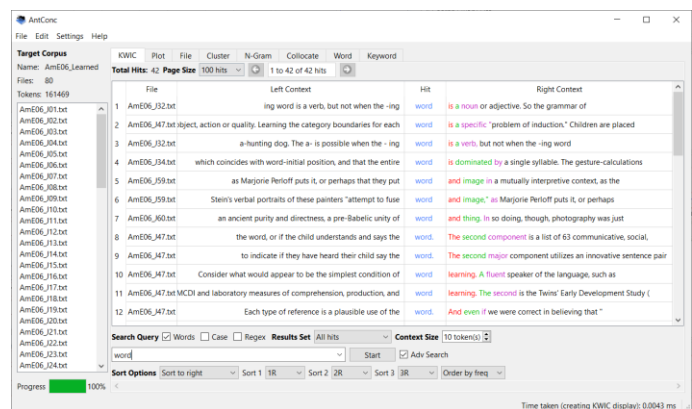 AntConc
File Edit Settings Help
Target Corpus
Name: AmE06_Learned
Files: 80
Tokens: 161469
AmE06_J01.txt
AmE06_J02.txt
AmE06_J03.txt
AmE06_J04.txt
AmE06_J05.txt
AmE06_J06.txt
AmE06_J07.txt
AmE06_J08.txt
AmE06_J09.txt
AmE06_J10.txt
AmE06_J11.txt
AmE06_J12.txt
AmE06_J13.txt
AmE06_J14.txt
AmE06_J15.txt
AmE06_J16.txt
AmE06_J17.txt
AmE06_J18.txt
AmE06_J19.txt
AmE06_J20.txt
AmE06_J21.txt
AmE06_J22.txt
AmE06_J23.txt
AmE06_J24.txt
Progress 100%
KWIC Plot File Cluster N-Gram Collocate Word Keyword
Total Hits: 42 Page Size 100 hits 1 to 42 of 42 hits
File Left Context Hit Right Context
1 AmE06_J32.txt ing word is a verb, but not when the -ing word is a noun or adjective. So the grammar of
2 AmE06_J47.txt object, action or quality. Learning the category boundaries for each word is a specific "problem of induction." Children are placed
3 AmE06_J32.txt a-hunting dog. The a- is possible when the - ing word is a verb, but not when the -ing word
4 AmE06_J34.txt which coincides with word-initial position, and that the entire word is dominated by a single syllable. The gesture-calculations
5 AmE06_J59.txt as Marjorie Perloff puts it, or perhaps that they put word and image in a mutually interpretive context, as the
6 AmE06_J59.txt Stein's verbal portraits of these painters "attempt to fuse word and image," as Marjorie Perloff puts it, or perhaps
7 AmE06_J60.txt an ancient purity and directness, a pre-Babelic unity of word and thing. In so doing, though, photography was just
8 AmE06_J47.txt the word, or if the child understands and says the word. The second component is a list of 63 communicative, social,
9 AmE06_J47.txt to indicate if they have heard their child say the word. The second major component utilizes an innovative sentence pair
10 AmE06_J47.txt Consider what would appear to be the simplest condition of word learning. A fluent speaker of the language, such as
11 AmE06_J47.txt MCDI and laboratory measures of comprehension, production, and word learning. The second is the Twins' Early Development Study (
12 AmE06_J47.txt Each type of reference is a plausible use of the word. And even if we were correct in believing that "
Search Query Words Case Regex Results Set All hits Context Size 10 token(s)
word Start Adv Search
Sort Options Sort to right Sort 1 1R Sort 2 2R Sort 3 3R Order by freq
Time taken (creating KWIC display): 0.0043 ms